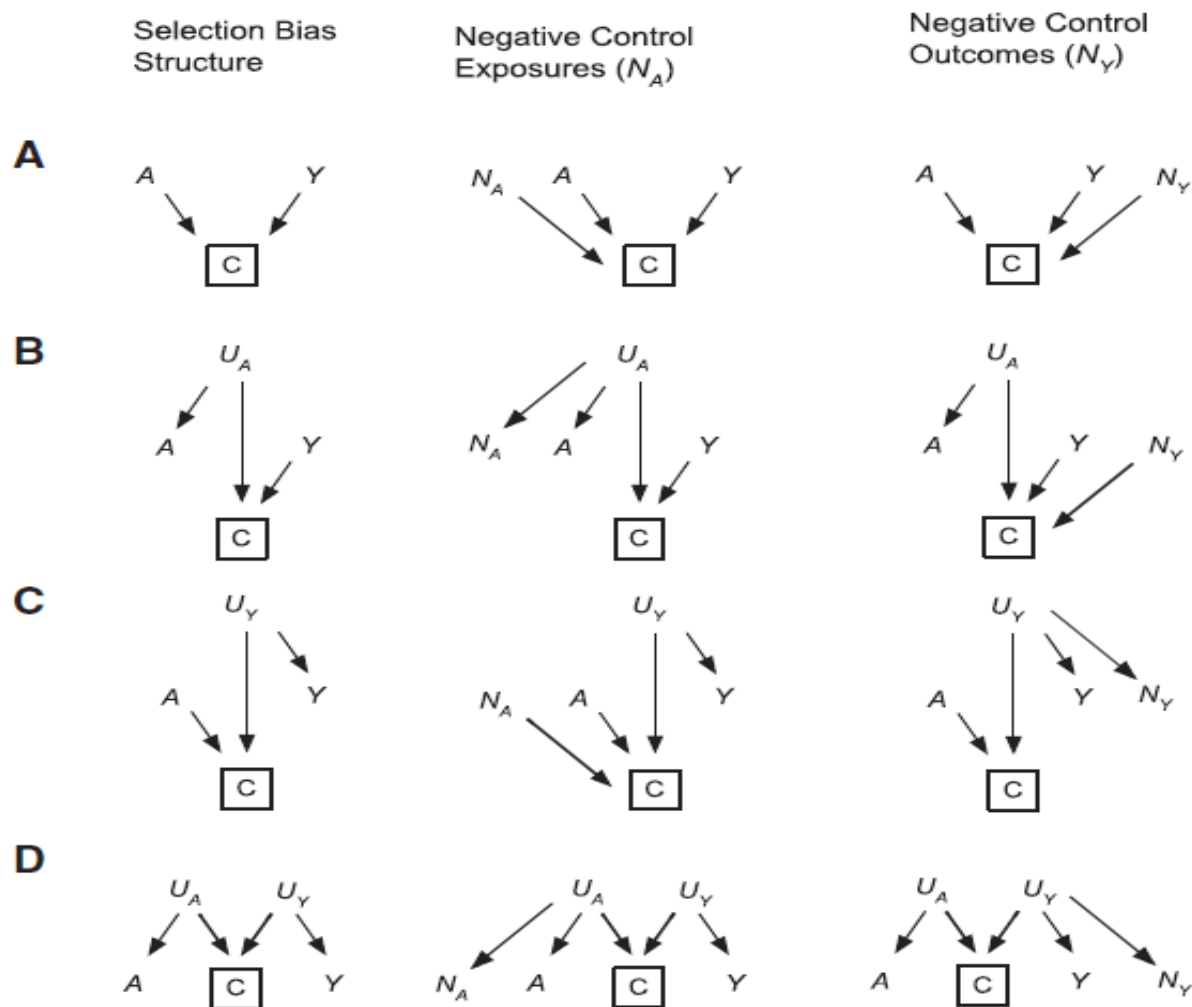 Selection Bias
Structure
Negative Control
Exposures (N_A)
Negative Control
Outcomes (N_Y)
A
A Y
C
N_A A Y
C
A Y N_Y
C
B
U_A
A Y
C
U_A
N_A A Y
C
U_A
A Y N_Y
C
C
U_Y
A Y
C
U_Y
N_A A Y
C
U_Y
A Y N_Y
C
D
U_A U_Y
A C Y
U_A U_Y
N_A A C Y
U_A U_Y
A C Y N_Y